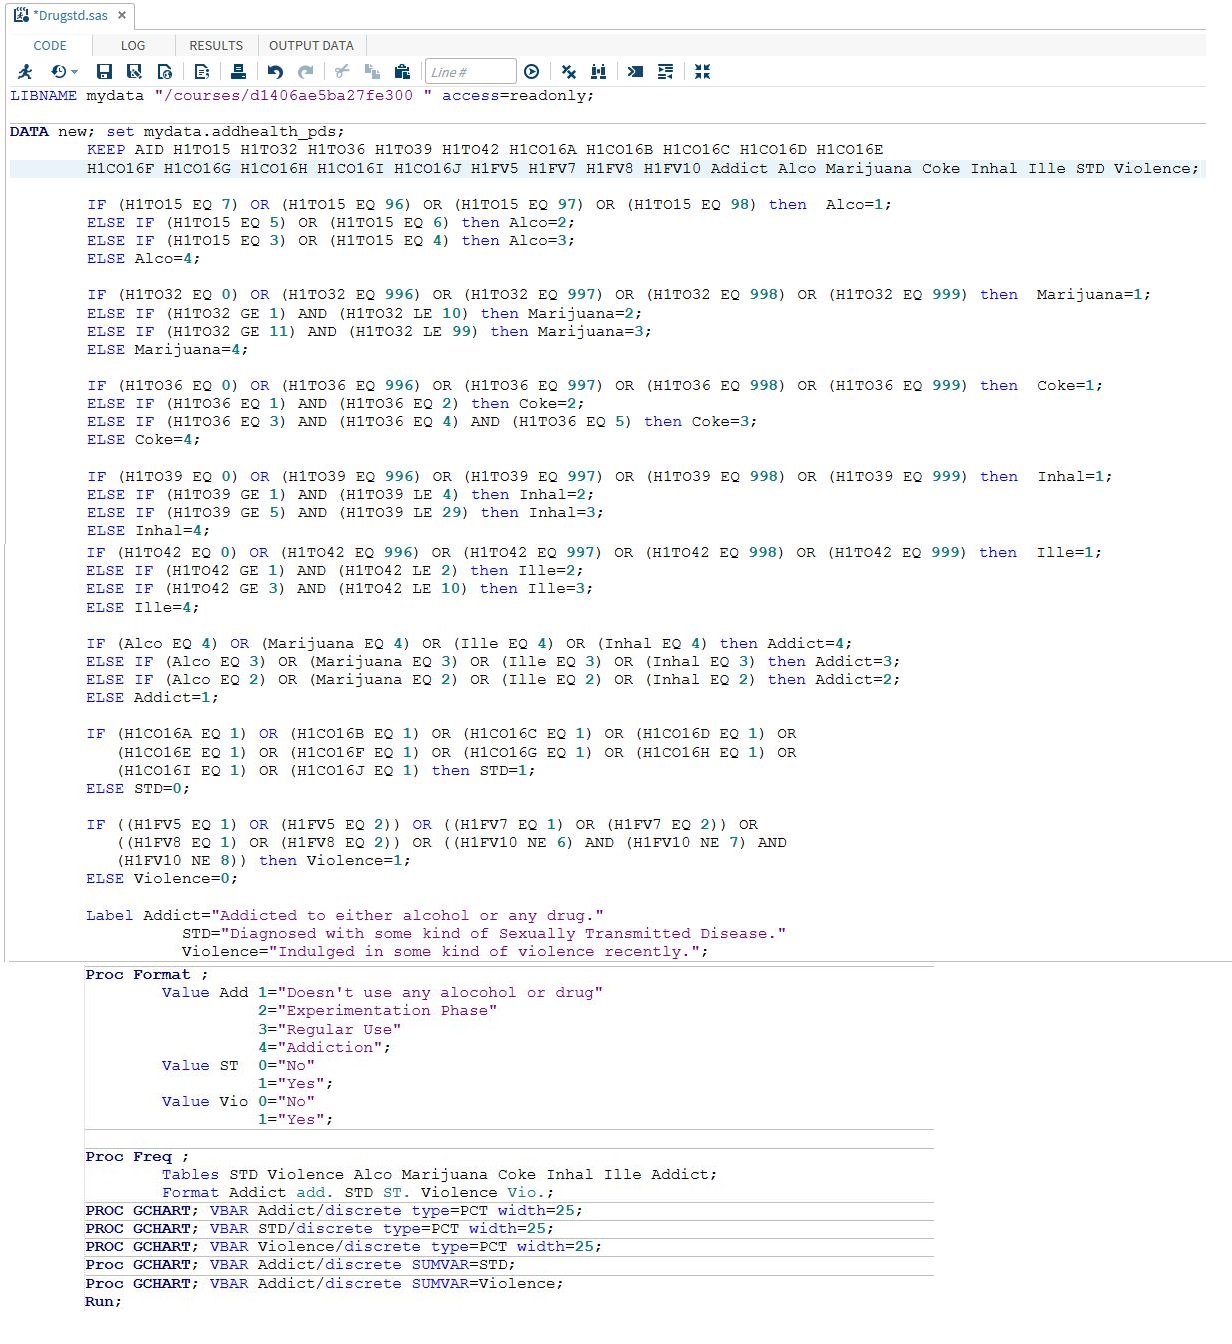 *Drugstd.sas ×
CODE LOG RESULTS OUTPUT DATA
Line #
LIBNAME mydata "/courses/d1406ae5ba27fe300 " access=readonly;
DATA new; set mydata.addhealth_pds;
KEEP AID H1TO15 H1TO32 H1TO36 H1TO39 H1TO42 H1CO16A H1CO16B H1CO16C H1CO16D H1CO16E
H1CO16F H1CO16G H1CO16H H1CO16I H1CO16J H1FV5 H1FV7 H1FV8 H1FV10 Addict Alco Marijuana Coke Inhal Ille STD Violence;
IF (H1TO15 EQ 7) OR (H1TO15 EQ 96) OR (H1TO15 EQ 97) OR (H1TO15 EQ 98) then Alco=1;
ELSE IF (H1TO15 EQ 5) OR (H1TO15 EQ 6) then Alco=2;
ELSE IF (H1TO15 EQ 3) OR (H1TO15 EQ 4) then Alco=3;
ELSE Alco=4;
IF (H1TO32 EQ 0) OR (H1TO32 EQ 996) OR (H1TO32 EQ 997) OR (H1TO32 EQ 998) OR (H1TO32 EQ 999) then Marijuana=1;
ELSE IF (H1TO32 GE 1) AND (H1TO32 LE 10) then Marijuana=2;
ELSE IF (H1TO32 GE 11) AND (H1TO32 LE 99) then Marijuana=3;
ELSE Marijuana=4;
IF (H1TO36 EQ 0) OR (H1TO36 EQ 996) OR (H1TO36 EQ 997) OR (H1TO36 EQ 998) OR (H1TO36 EQ 999) then Coke=1;
ELSE IF (H1TO36 EQ 1) AND (H1TO36 EQ 2) then Coke=2;
ELSE IF (H1TO36 EQ 3) AND (H1TO36 EQ 4) AND (H1TO36 EQ 5) then Coke=3;
ELSE Coke=4;
IF (H1TO39 EQ 0) OR (H1TO39 EQ 996) OR (H1TO39 EQ 997) OR (H1TO39 EQ 998) OR (H1TO39 EQ 999) then Inhal=1;
ELSE IF (H1TO39 GE 1) AND (H1TO39 LE 4) then Inhal=2;
ELSE IF (H1TO39 GE 5) AND (H1TO39 LE 29) then Inhal=3;
ELSE Inhal=4;
IF (H1TO42 EQ 0) OR (H1TO42 EQ 996) OR (H1TO42 EQ 997) OR (H1TO42 EQ 998) OR (H1TO42 EQ 999) then Ille=1;
ELSE IF (H1TO42 GE 1) AND (H1TO42 LE 2) then Ille=2;
ELSE IF (H1TO42 GE 3) AND (H1TO42 LE 10) then Ille=3;
ELSE Ille=4;
IF (Alco EQ 4) OR (Marijuana EQ 4) OR (Ille EQ 4) OR (Inhal EQ 4) then Addict=4;
ELSE IF (Alco EQ 3) OR (Marijuana EQ 3) OR (Ille EQ 3) OR (Inhal EQ 3) then Addict=3;
ELSE IF (Alco EQ 2) OR (Marijuana EQ 2) OR (Ille EQ 2) OR (Inhal EQ 2) then Addict=2;
ELSE Addict=1;
IF (H1CO16A EQ 1) OR (H1CO16B EQ 1) OR (H1CO16C EQ 1) OR (H1CO16D EQ 1) OR
(H1CO16E EQ 1) OR (H1CO16F EQ 1) OR (H1CO16G EQ 1) OR (H1CO16H EQ 1) OR
(H1CO16I EQ 1) OR (H1CO16J EQ 1) then STD=1;
ELSE STD=0;
IF ((H1FV5 EQ 1) OR (H1FV5 EQ 2)) OR ((H1FV7 EQ 1) OR (H1FV7 EQ 2)) OR
((H1FV8 EQ 1) OR (H1FV8 EQ 2)) OR ((H1FV10 NE 6) AND (H1FV10 NE 7) AND
(H1FV10 NE 8)) then Violence=1;
ELSE Violence=0;
Label Addict="Addicted to either alcohol or any drug."
STD="Diagnosed with some kind of Sexually Transmitted Disease."
Violence="Indulged in some kind of violence recently.";
Proc Format ;
Value Add 1="Doesn't use any alocohol or drug"
2="Experimentation Phase"
3="Regular Use"
4="Addiction";
Value ST 0="No"
1="Yes";
Value Vio 0="No"
1="Yes";
Proc Freq ;
Tables STD Violence Alco Marijuana Coke Inhal Ille Addict;
Format Addict add. STD ST. Violence Vio.;
PROC GCHART; VBAR Addict/discrete type=PCT width=25;
PROC GCHART; VBAR STD/discrete type=PCT width=25;
PROC GCHART; VBAR Violence/discrete type=PCT width=25;
Proc GCHART; VBAR Addict/discrete SUMVAR=STD;
Proc GCHART; VBAR Addict/discrete SUMVAR=Violence;
Run;